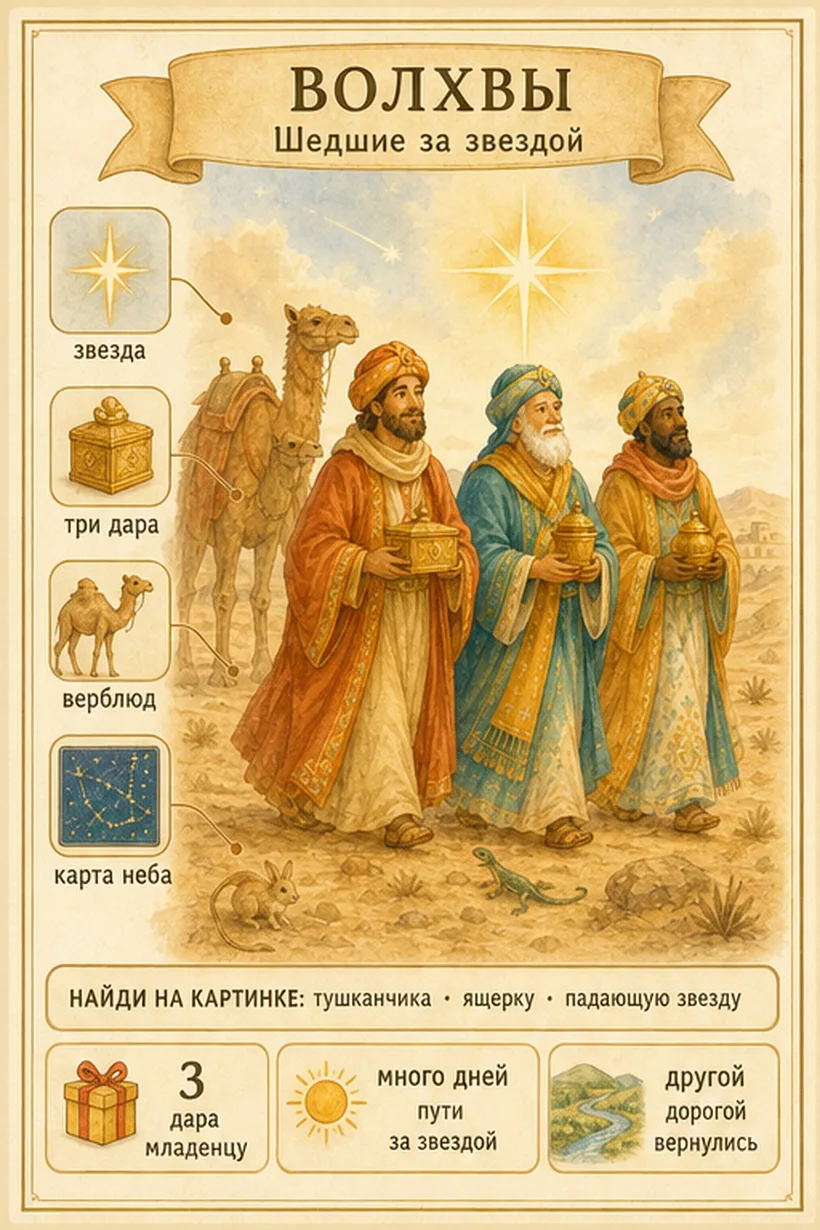 ВОЛХВЫ
Шедшие за звездой
звезда
три дара
верблюд
карта неба
НАЙДИ НА КАРТИНКЕ: тушканчика • ящерку • падающую звезду
3
дара
младенцу
много дней
пути
за звездой
другой
дорогой
вернулись